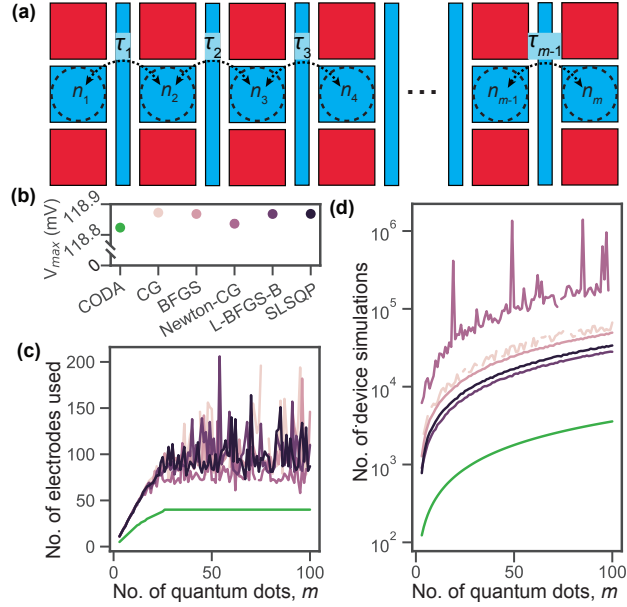 (a)
τ1 τ2 τ3 τm-1
n1 n2 n3 n4 ... nm-1 nm
(b)
Vmax (mV)
118.9
118.8
0
CODA
CG
BFGS
Newton-CG
L-BFGS-B
SLSQP
(c)
No. of electrodes used
200
150
100
50
0
0 50 100
No. of quantum dots, m
(d)
No. of device simulations
10^6
10^5
10^4
10^3
10^2
0 50 100
No. of quantum dots, m